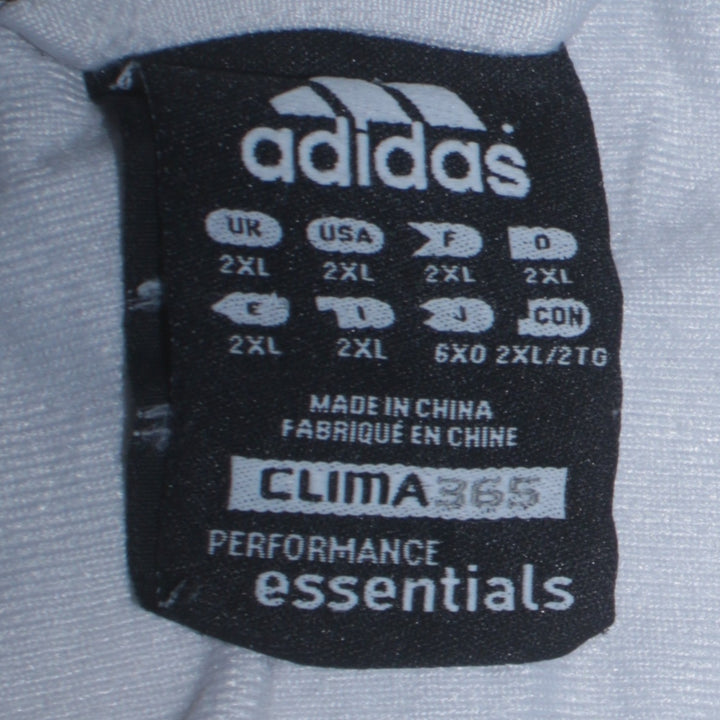 adidas
UK USA F D
2XL 2XL 2XL 2XL
E I J CON
2XL 2XL 6XO 2XL/2TG
MADE IN CHINA
FABRIQUÉ EN CHINE
CLIMA365
PERFORMANCE
essentials